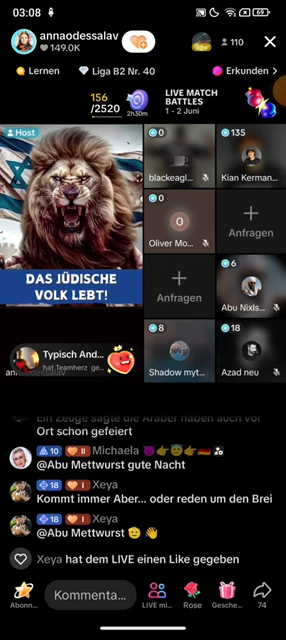 03:08
69
annaodessalav
149.0K
20+
110
Lernen
Liga B2 Nr. 40
Erkunden
156
/2520
2h30m
LIVE MATCH
BATTLES
1 - 2 Juni
Host
DAS JÜDISCHE
VOLK LEBT!
0
blackeagl...
135
Kian Kerman...
0
O
Oliver Mo...
+
Anfragen
+
Anfragen
6
Abu Nixls...
8
Shadow myt...
18
Azad neu
Typisch And...
hat Teamherz ge...
annaodessalav
Ein Zeuge sagte die Araber haben auch vor
Ort schon gefeiert
10 II Michaela 😈👉😇👉🇩🇪
@Abu Mettwurst gute Nacht
18 I Xeya
Kommt immer Aber... oder reden um den Brei
18 I Xeya
@Abu Mettwurst 🫡 👋
Xeya hat dem LIVE einen Like gegeben
Abonn...
Kommenta...
LIVE mi...
Rose
Gesche...
74